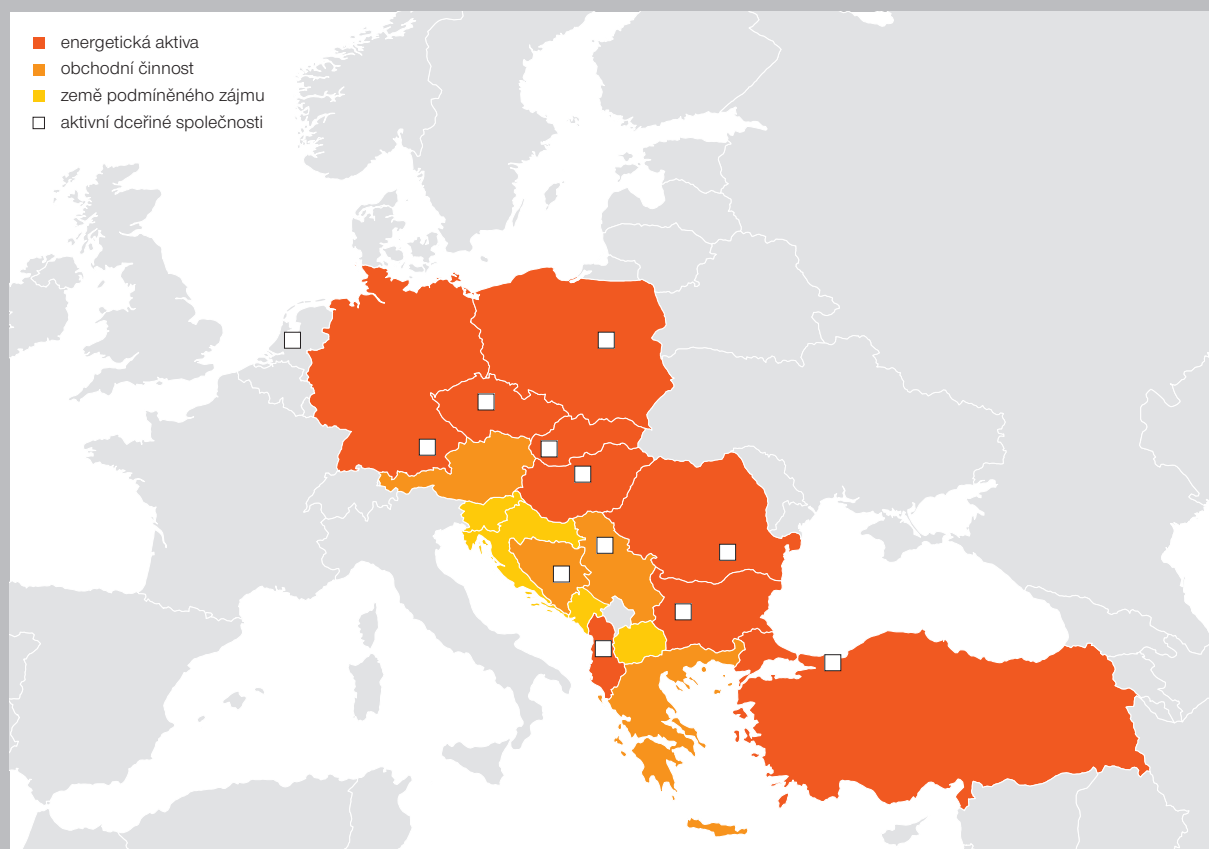 energetická aktiva
obchodní činnost
země podmíněného zájmu
aktivní dceřiné společnosti